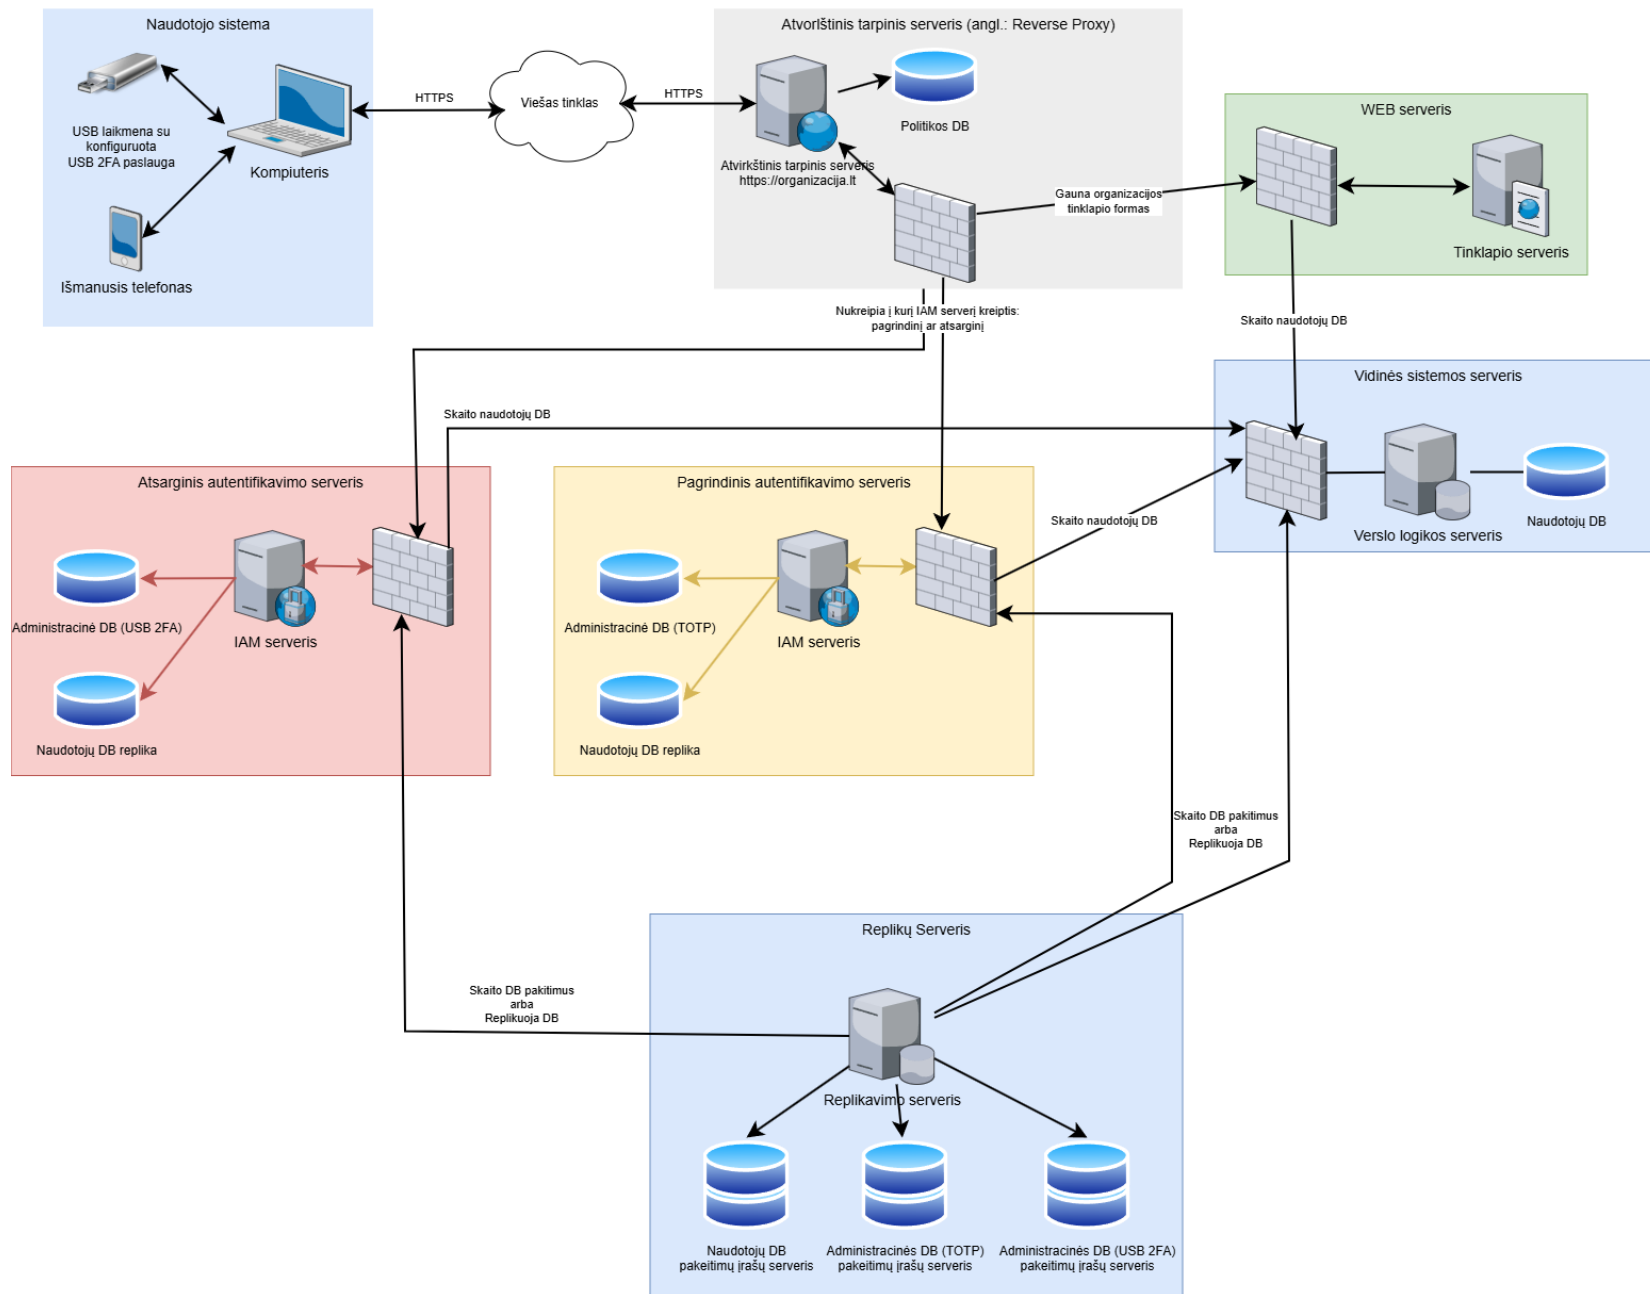 Naudotojo sistema
USB laikmena su
konfiguruota
USB 2FA paslauga
Kompiuteris
Išmanusis telefonas
HTTPS
Viešas tinklas
HTTPS
Atvorlštinis tarpinis serveris (angl.: Reverse Proxy)
Politikos DB
Atvirkštinis tarpinis serveris
https://organizacija.lt
Gauna organizacijos
tinklapio formas
WEB serveris
Tinklapio serveris
Nukreipia į kurį IAM serverį kreiptis:
pagrindinį ar atsarginį
Skaito naudotojų DB
Vidinės sistemos serveris
Verslo logikos serveris
Naudotojų DB
Skaito naudotojų DB
Atsarginis autentifikavimo serveris
Administracinė DB (USB 2FA)
IAM serveris
Naudotojų DB replika
Pagrindinis autentifikavimo serveris
Administracinė DB (TOTP)
IAM serveris
Naudotojų DB replika
Skaito naudotojų DB
Skaito DB pakitimus
arba
Replikuoja DB
Skaito DB pakitimus
arba
Replikuoja DB
Replikų Serveris
Replikavimo serveris
Naudotojų DB
pakeitimų įrašų serveris
Administracinės DB (TOTP)
pakeitimų įrašų serveris
Administracinės DB (USB 2FA)
pakeitimų įrašų serveris